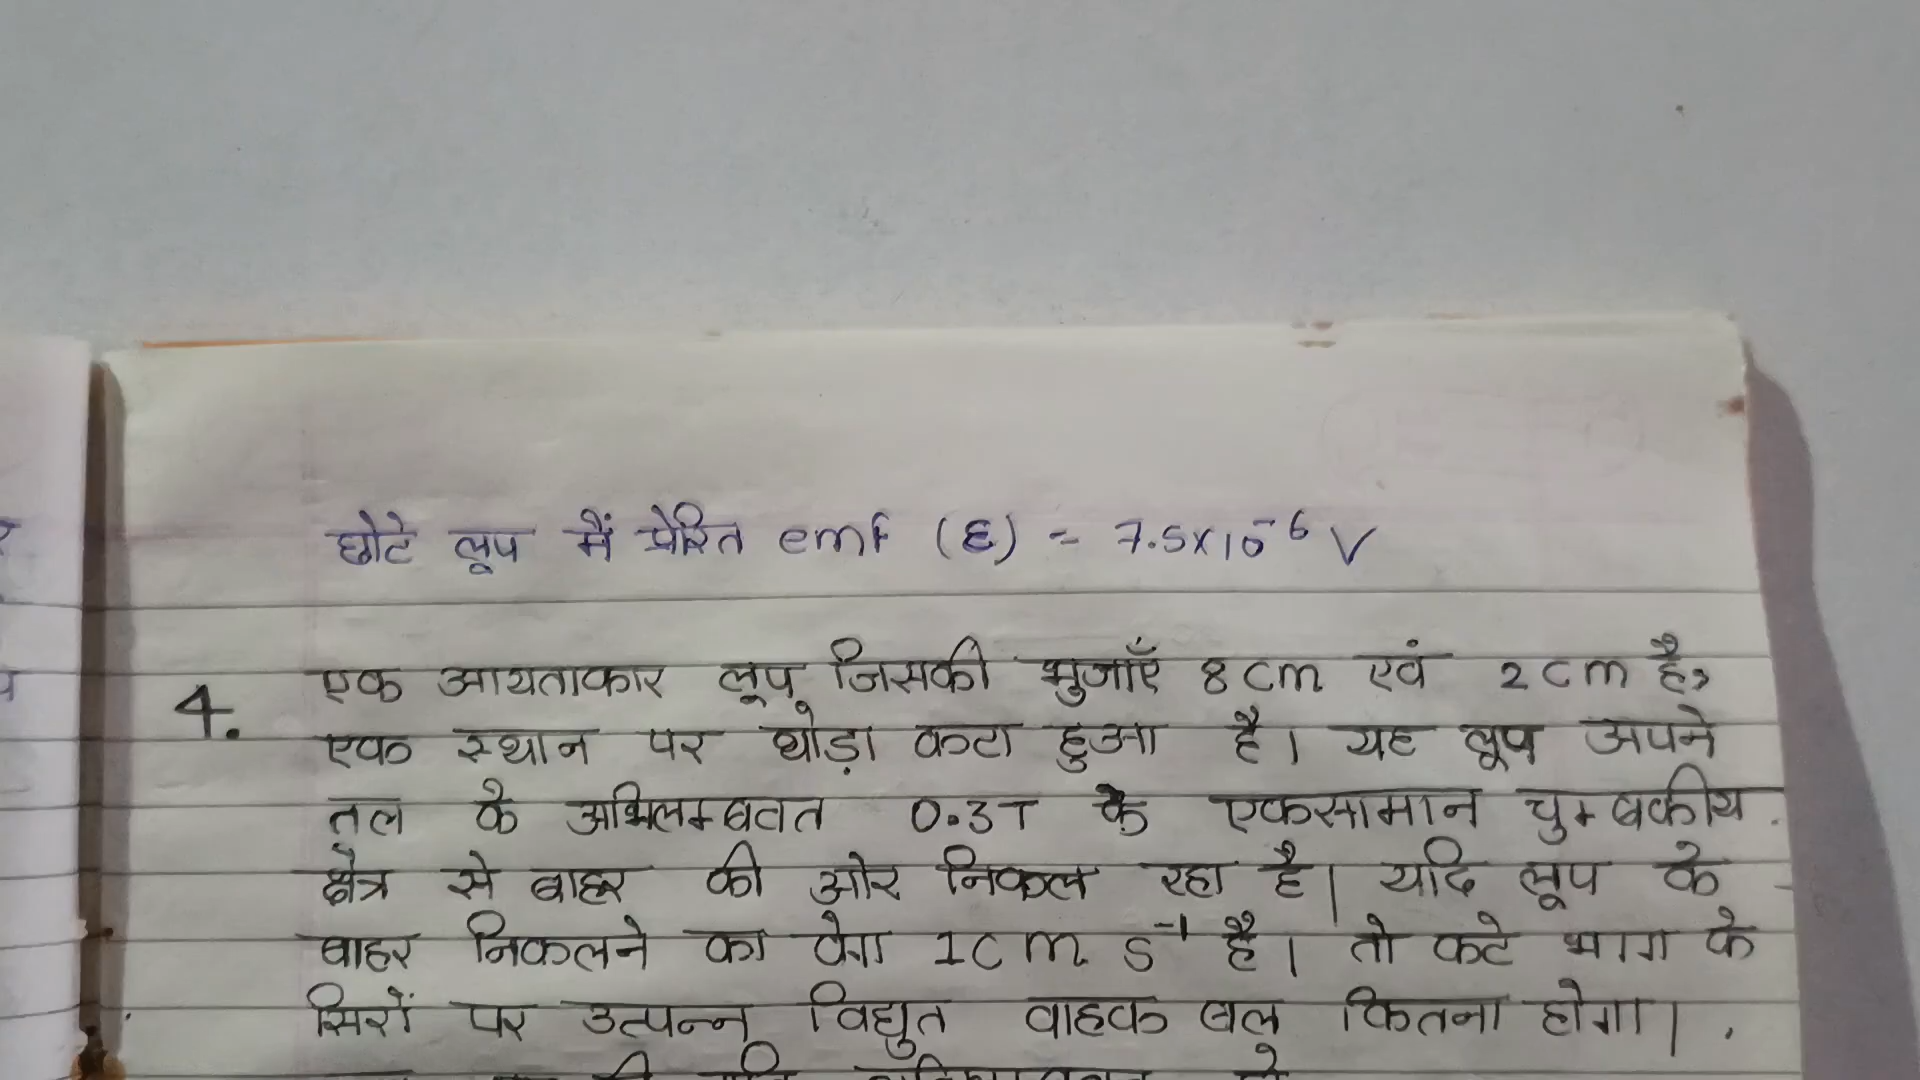 छोटे लूप में प्रेरित emf (ε) = 7.5×10⁻⁶ V
4. एक आयताकार लूप जिसकी भुजाएँ 8 cm एवं 2 cm है,
एक स्थान पर थोड़ा कटा हुआ है। यह लूप अपने
तल के अभिलम्बवत 0.3T के एकसामान चुम्बकीय
क्षेत्र से बाहर की ओर निकल रहा है। यदि लूप के
बाहर निकलने का वेग 1cm s⁻¹ है। तो कटे भाग के
सिरों पर उत्पन्न विद्युत वाहक बल कितना होगा।